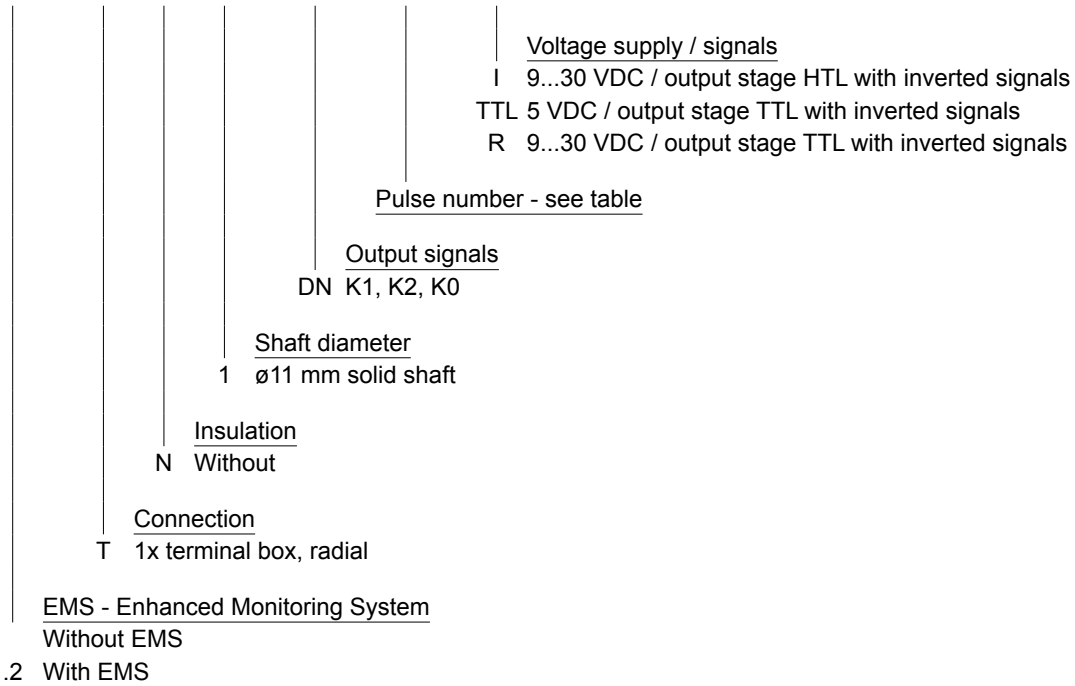 Voltage supply / signals
I 9...30 VDC / output stage HTL with inverted signals
TTL 5 VDC / output stage TTL with inverted signals
R 9...30 VDC / output stage TTL with inverted signals
Pulse number - see table
Output signals
DN K1, K2, K0
Shaft diameter
1 ø11 mm solid shaft
Insulation
N Without
Connection
T 1x terminal box, radial
EMS - Enhanced Monitoring System
Without EMS
.2 With EMS